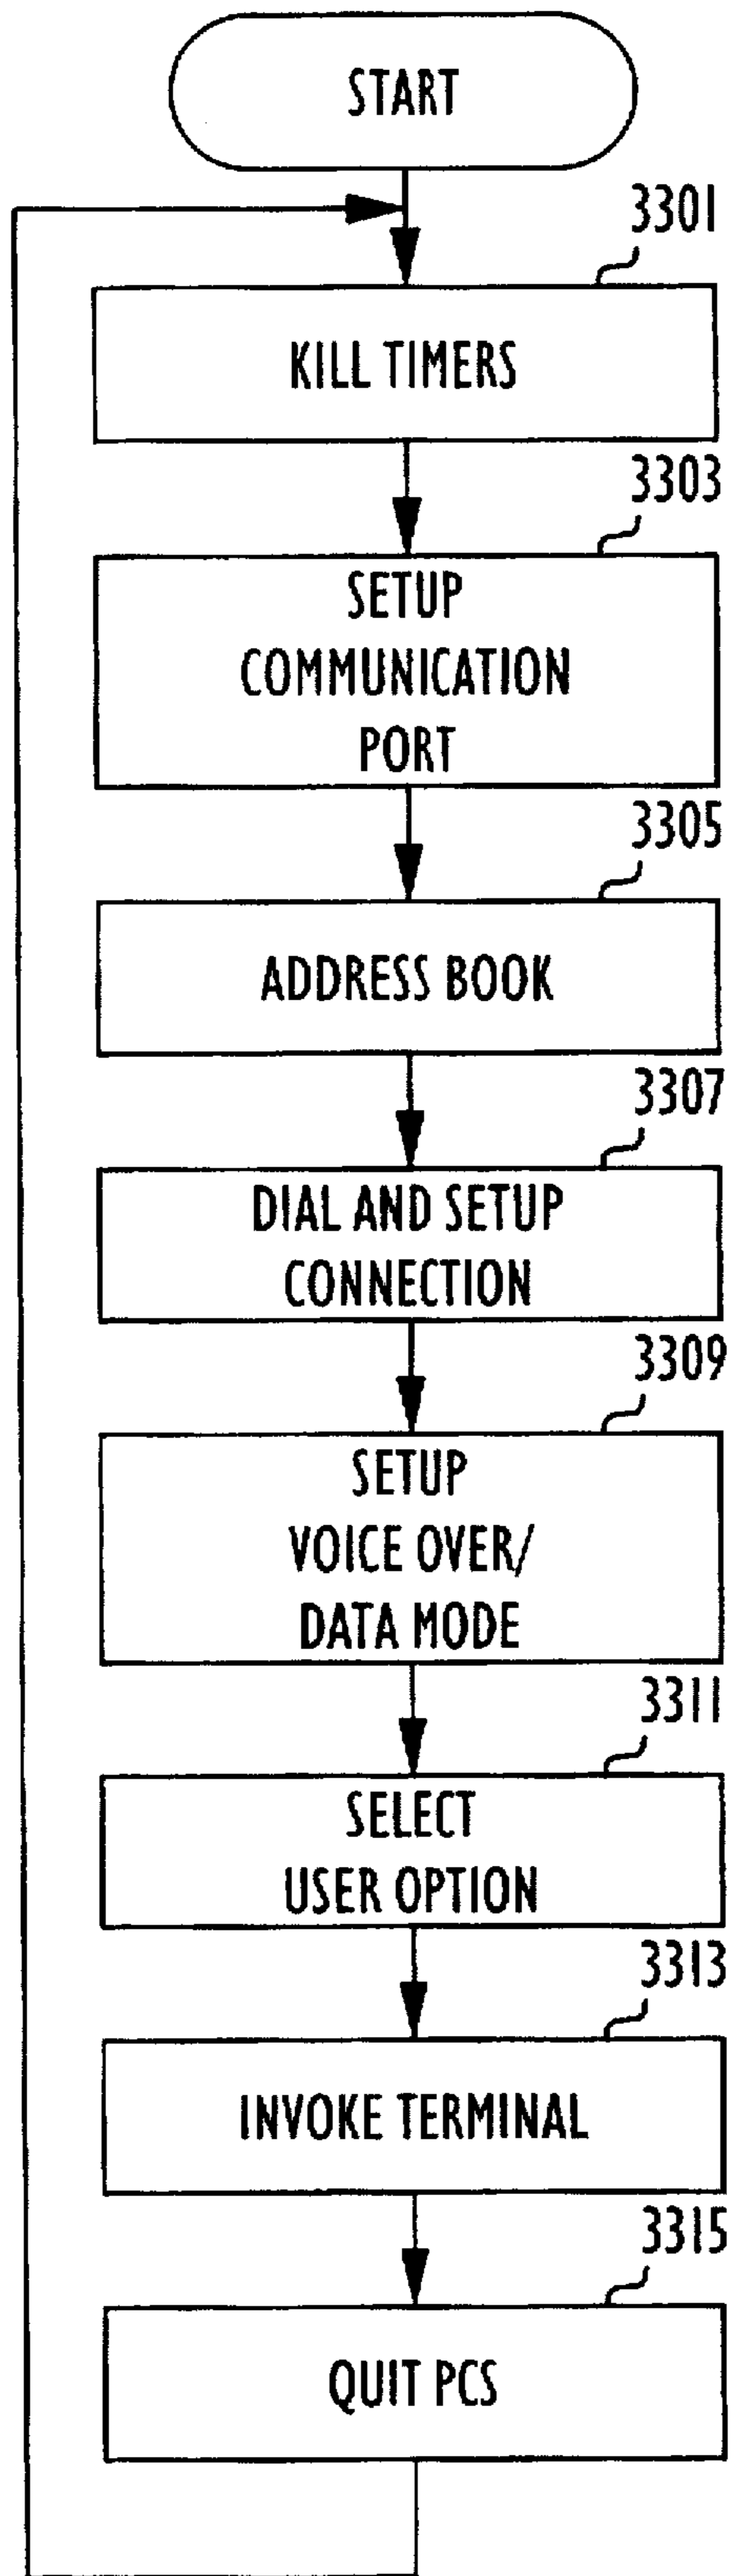 START
3301
KILL TIMERS
3303
SETUP
COMMUNICATION
PORT
3305
ADDRESS BOOK
3307
DIAL AND SETUP
CONNECTION
3309
SETUP
VOICE OVER/
DATA MODE
3311
SELECT
USER OPTION
3313
INVOKE TERMINAL
3315
QUIT PCS